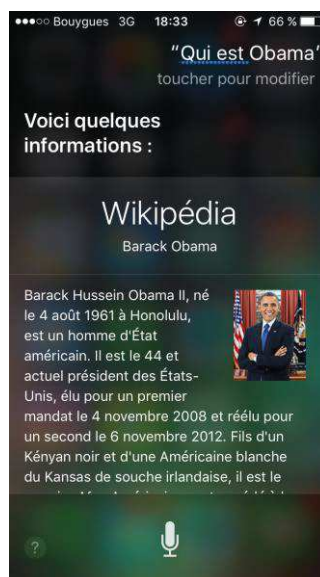 Bouygues 3G 18:33 66 %
"Qui est Obama"
toucher pour modifier
Voici quelques
informations :
Wikipédia
Barack Obama
Barack Hussein Obama II, né
le 4 août 1961 à Honolulu,
est un homme d'État
américain. Il est le 44 et
actuel président des États-
Unis, élu pour un premier
mandat le 4 novembre 2008 et réélu pour
un second le 6 novembre 2012. Fils d'un
Kényan noir et d'une Américaine blanche
du Kansas de souche irlandaise, il est le
?